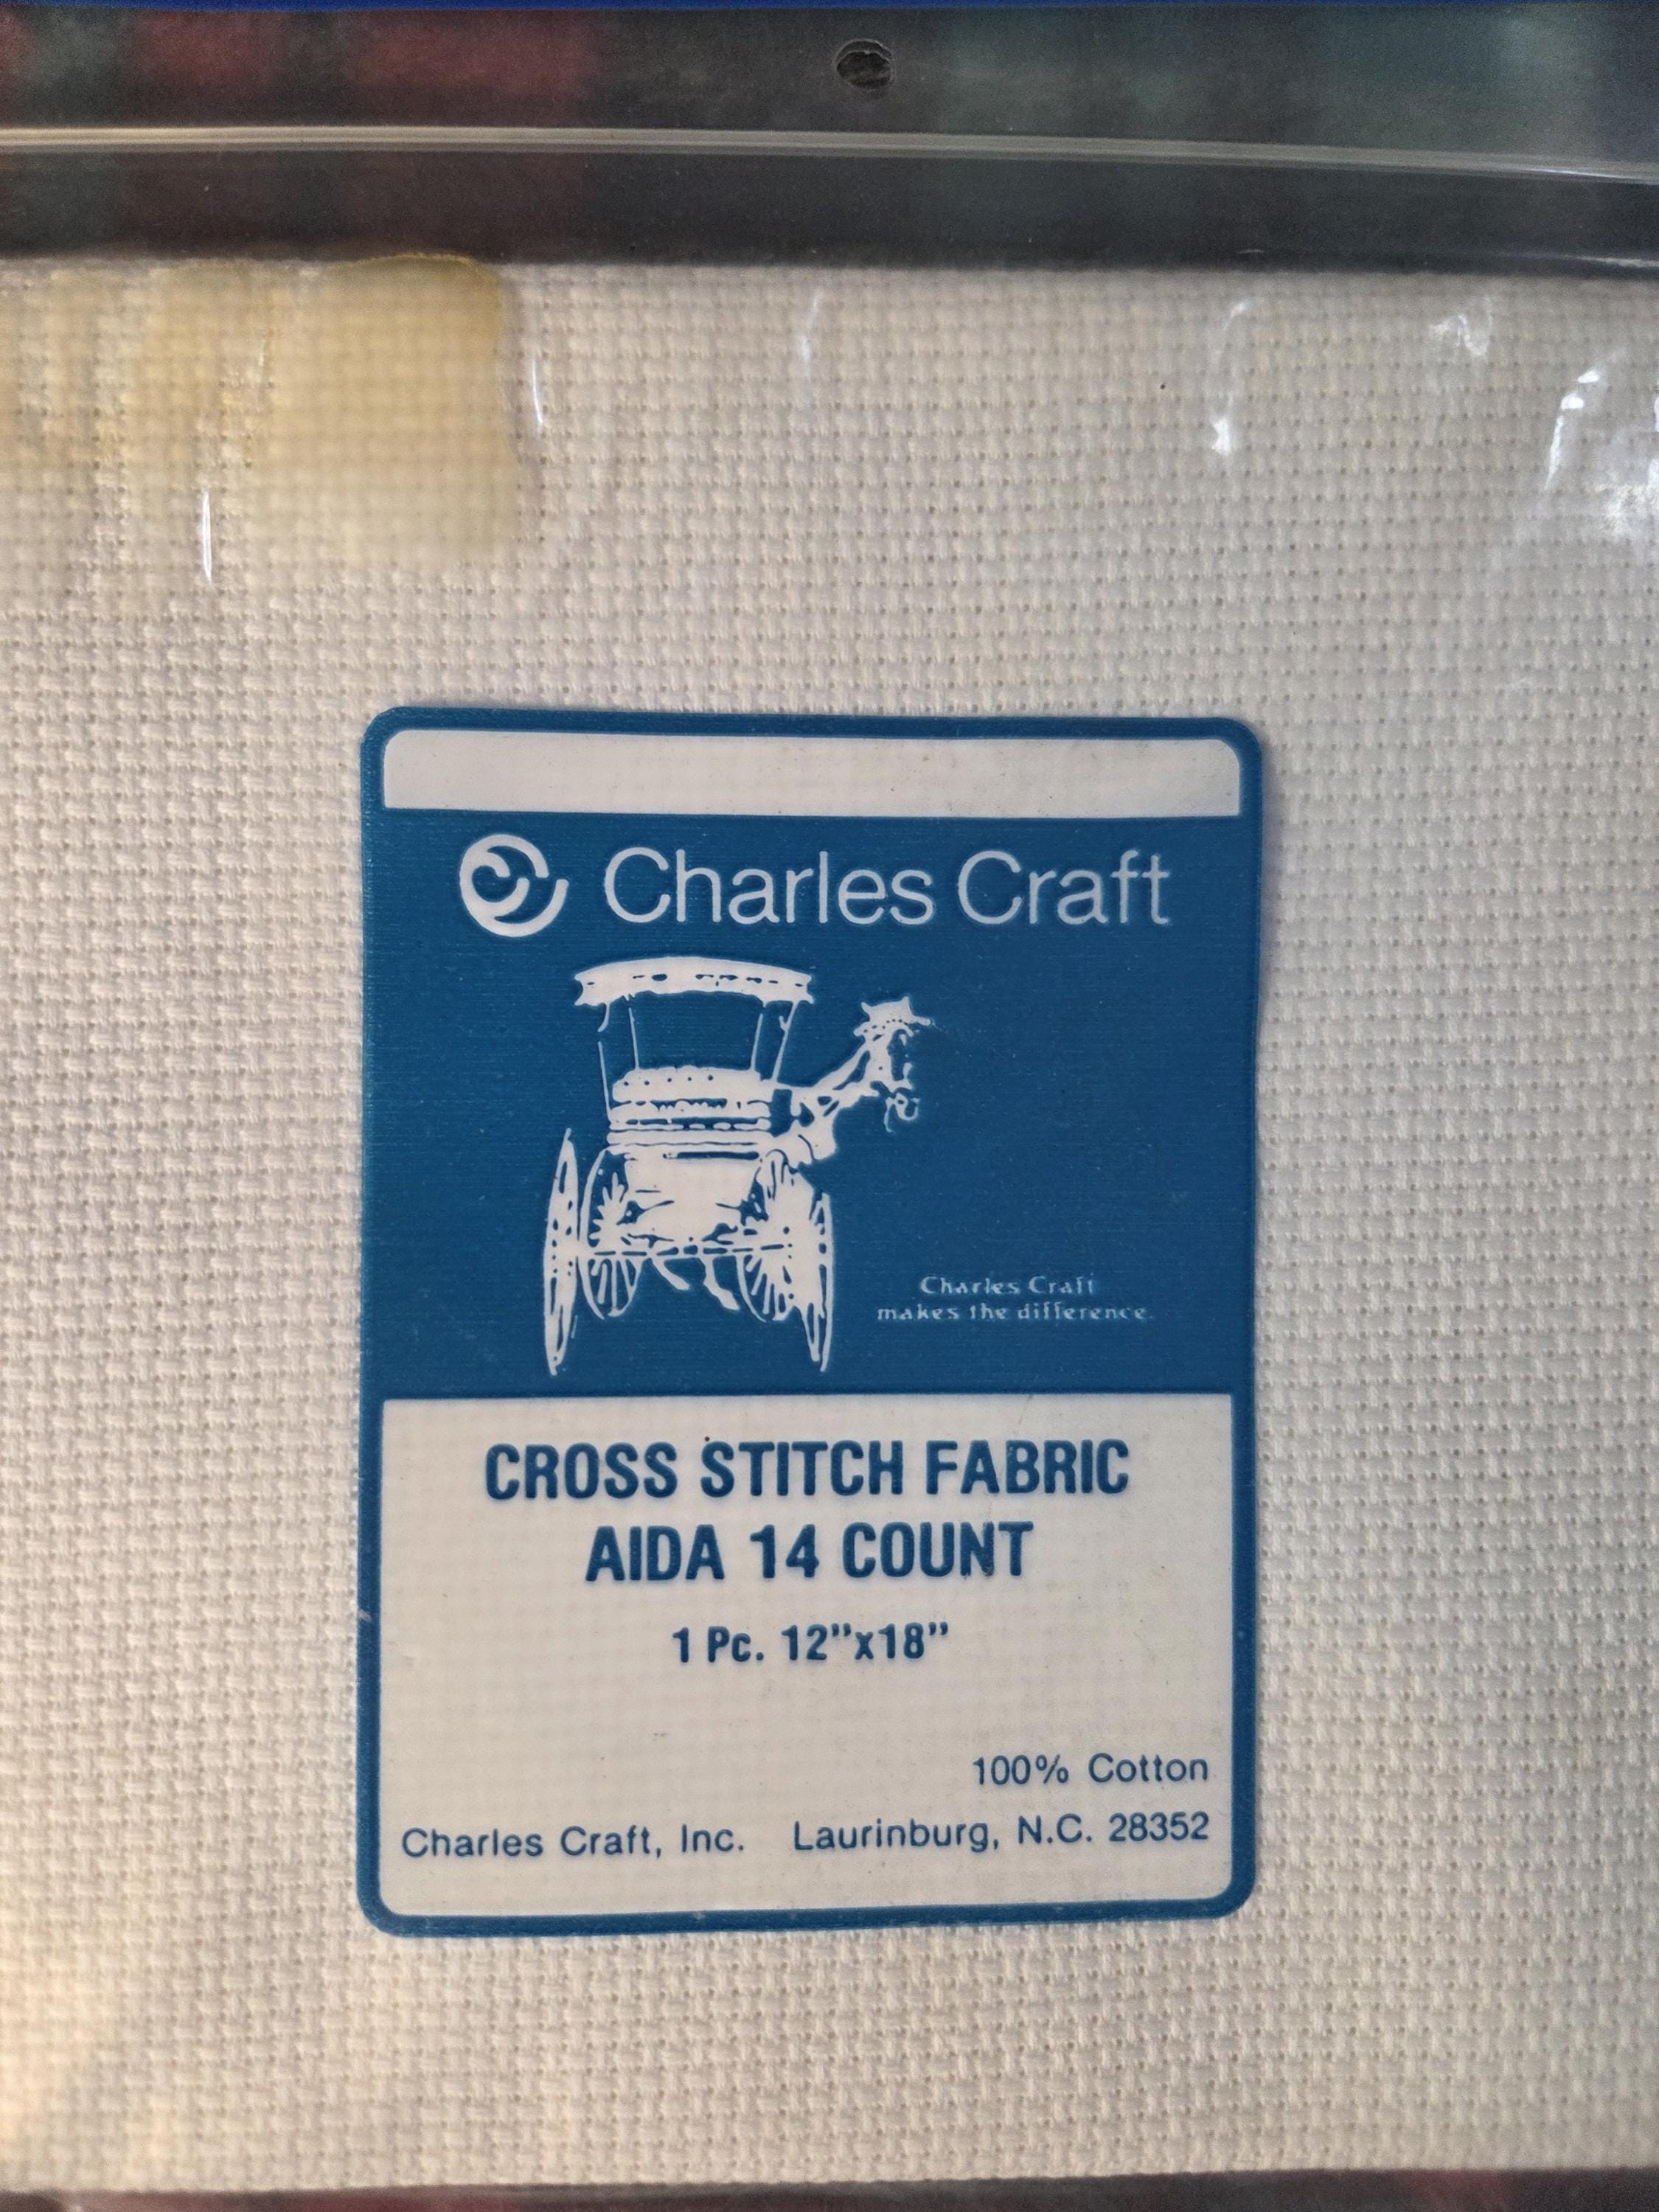 Charles Craft
Charles Craft
makes the difference.
CROSS STITCH FABRIC
AIDA 14 COUNT
1 Pc. 12"x18"
100% Cotton
Charles Craft, Inc. Laurinburg, N.C. 28352